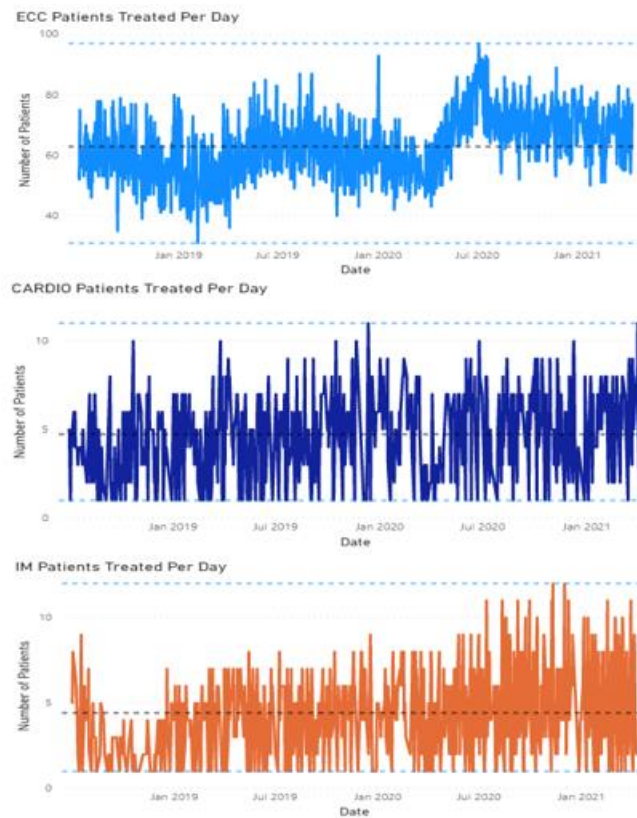 ECC Patients Treated Per Day
100
80
60
40
Number of Patients
Jan 2019 Jul 2019 Jan 2020 Jul 2020 Jan 2021
Date
CARDIO Patients Treated Per Day
10
5
0
Number of Patients
Jan 2019 Jul 2019 Jan 2020 Jul 2020 Jan 2021
Date
IM Patients Treated Per Day
10
5
0
Number of Patients
Jan 2019 Jul 2019 Jan 2020 Jul 2020 Jan 2021
Date